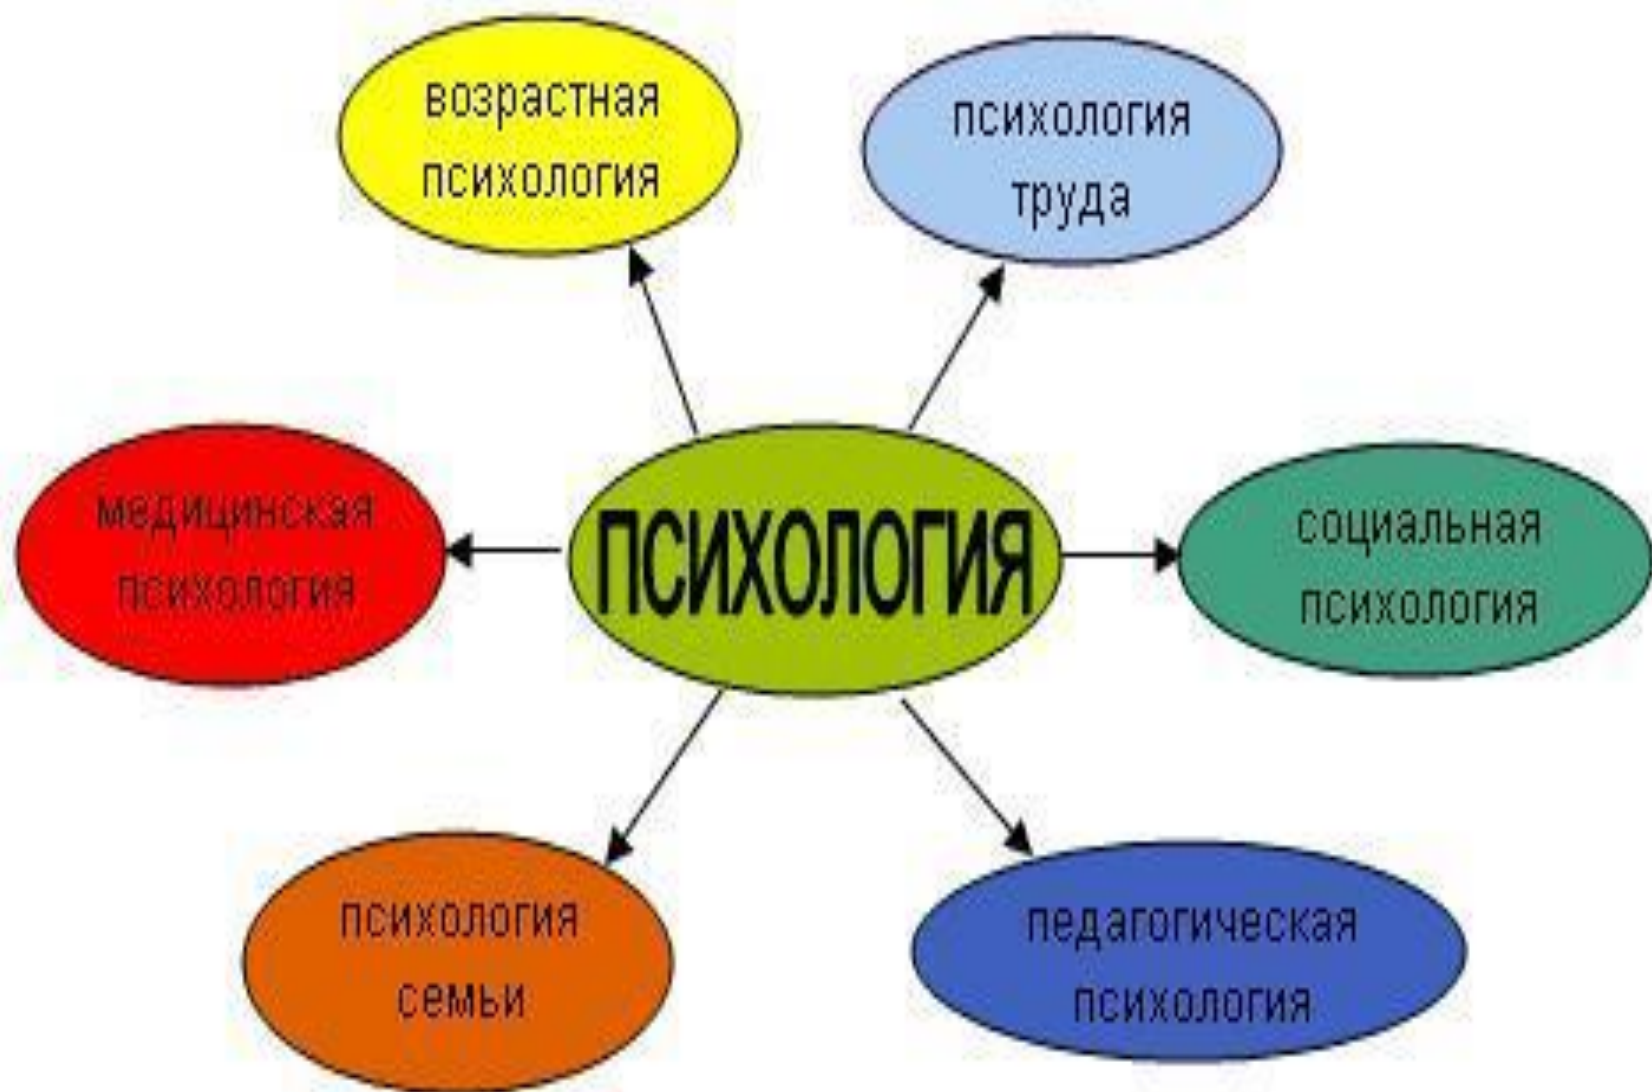 возрастная
психология
психология
труда
медицинская
психология
ПСИХОЛОГИЯ
социальная
психология
психология
семьи
педагогическая
психология